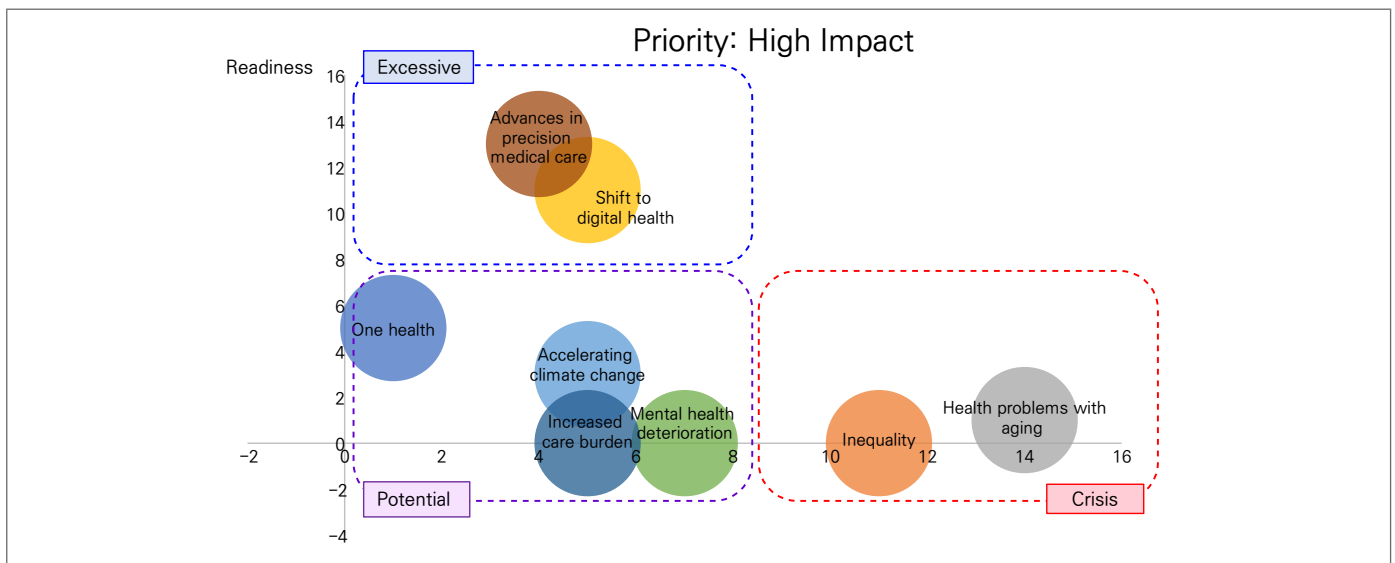 Priority: High Impact
Readiness
Excessive
16
14
12
10
8
6
4
2
0
−2
−4
Advances in
precision
medical care
Shift to
digital health
One health
Accelerating
climate change
Increased
care burden
Mental health
deterioration
Inequality
Health problems with
aging
−2
0
2
4
6
8
10
12
14
16
Potential
Crisis